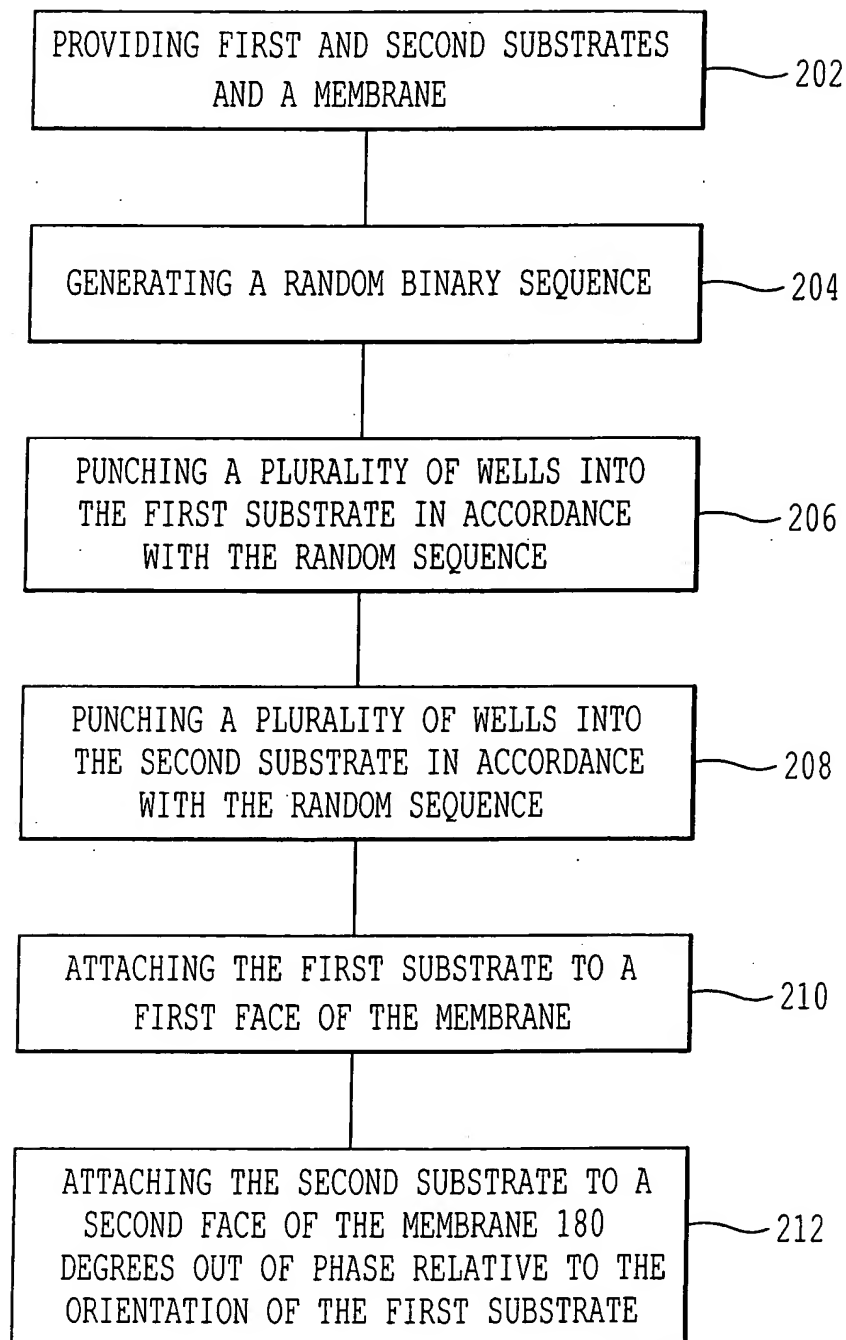 PROVIDING FIRST AND SECOND SUBSTRATES
AND A MEMBRANE
202
GENERATING A RANDOM BINARY SEQUENCE
204
PUNCHING A PLURALITY OF WELLS INTO
THE FIRST SUBSTRATE IN ACCORDANCE
WITH THE RANDOM SEQUENCE
206
PUNCHING A PLURALITY OF WELLS INTO
THE SECOND SUBSTRATE IN ACCORDANCE
WITH THE RANDOM SEQUENCE
208
ATTACHING THE FIRST SUBSTRATE TO A
FIRST FACE OF THE MEMBRANE
210
ATTACHING THE SECOND SUBSTRATE TO A
SECOND FACE OF THE MEMBRANE 180
DEGREES OUT OF PHASE RELATIVE TO THE
ORIENTATION OF THE FIRST SUBSTRATE
212